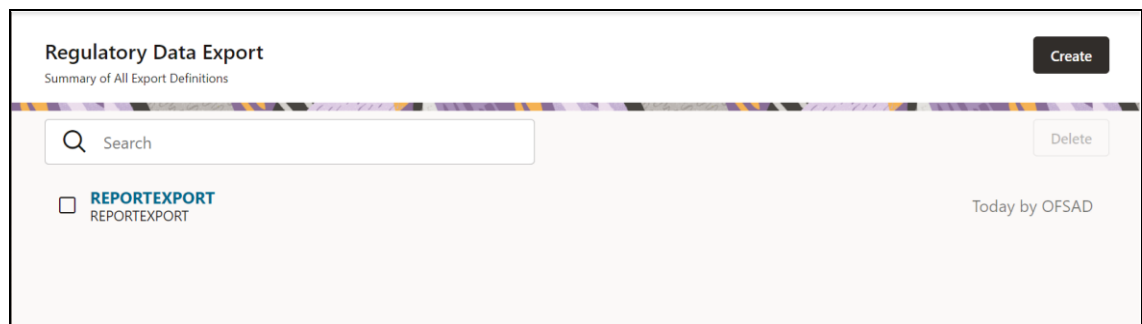 Regulatory Data Export
Create
Summary of All Export Definitions
Search
Delete
REPORTEXPORT
REPORTEXPORT
Today by OFSAD